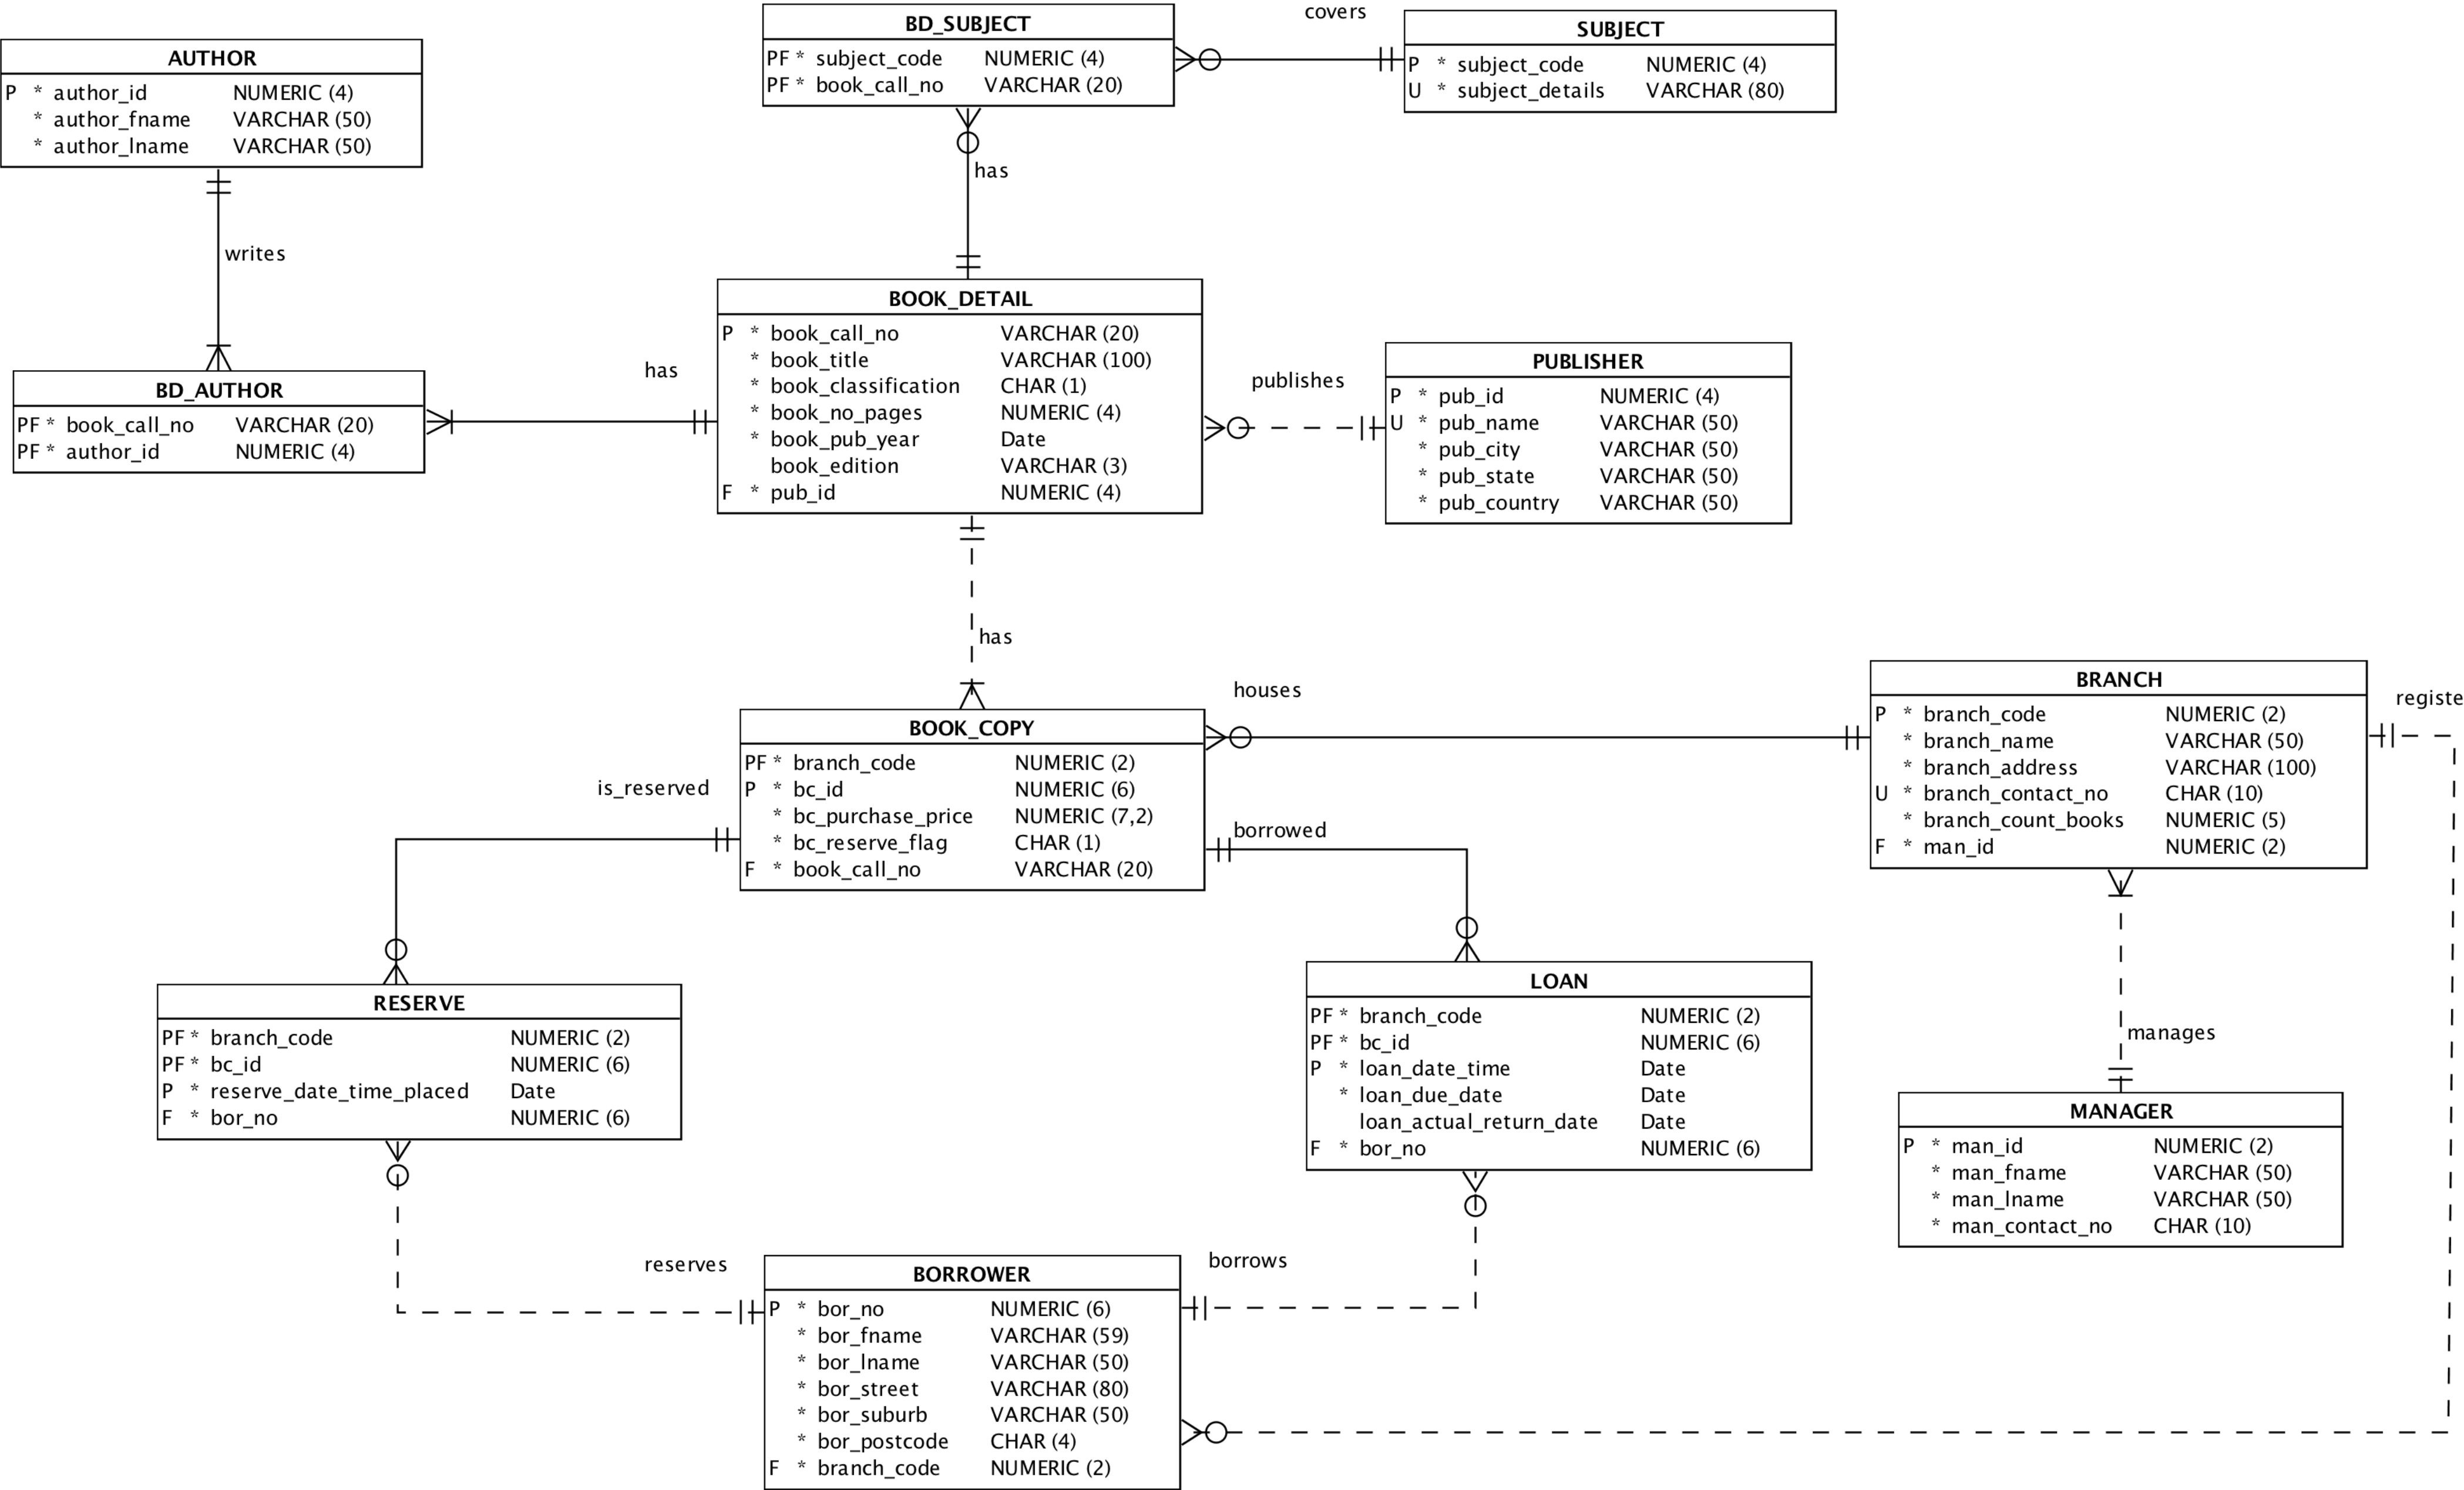 BD_SUBJECT
PF * subject_code NUMERIC (4)
PF * book_call_no VARCHAR (20)
covers
SUBJECT
P * subject_code NUMERIC (4)
U * subject_details VARCHAR (80)
AUTHOR
P * author_id NUMERIC (4)
* author_fname VARCHAR (50)
* author_lname VARCHAR (50)
has
writes
BOOK_DETAIL
P * book_call_no VARCHAR (20)
* book_title VARCHAR (100)
* book_classification CHAR (1)
* book_no_pages NUMERIC (4)
* book_pub_year Date
book_edition VARCHAR (3)
F * pub_id NUMERIC (4)
has
BD_AUTHOR
PF * book_call_no VARCHAR (20)
PF * author_id NUMERIC (4)
publishes
PUBLISHER
P * pub_id NUMERIC (4)
U * pub_name VARCHAR (50)
* pub_city VARCHAR (50)
* pub_state VARCHAR (50)
* pub_country VARCHAR (50)
has
houses
BRANCH
P * branch_code NUMERIC (2)
* branch_name VARCHAR (50)
* branch_address VARCHAR (100)
U * branch_contact_no CHAR (10)
* branch_count_books NUMERIC (5)
F * man_id NUMERIC (2)
registe
BOOK_COPY
PF * branch_code NUMERIC (2)
P * bc_id NUMERIC (6)
* bc_purchase_price NUMERIC (7,2)
* bc_reserve_flag CHAR (1)
F * book_call_no VARCHAR (20)
is_reserved
borrowed
RESERVE
PF * branch_code NUMERIC (2)
PF * bc_id NUMERIC (6)
P * reserve_date_time_placed Date
F * bor_no NUMERIC (6)
LOAN
PF * branch_code NUMERIC (2)
PF * bc_id NUMERIC (6)
P * loan_date_time Date
* loan_due_date Date
loan_actual_return_date Date
F * bor_no NUMERIC (6)
manages
MANAGER
P * man_id NUMERIC (2)
* man_fname VARCHAR (50)
* man_lname VARCHAR (50)
* man_contact_no CHAR (10)
reserves
borrows
BORROWER
P * bor_no NUMERIC (6)
* bor_fname VARCHAR (59)
* bor_lname VARCHAR (50)
* bor_street VARCHAR (80)
* bor_suburb VARCHAR (50)
* bor_postcode CHAR (4)
F * branch_code NUMERIC (2)